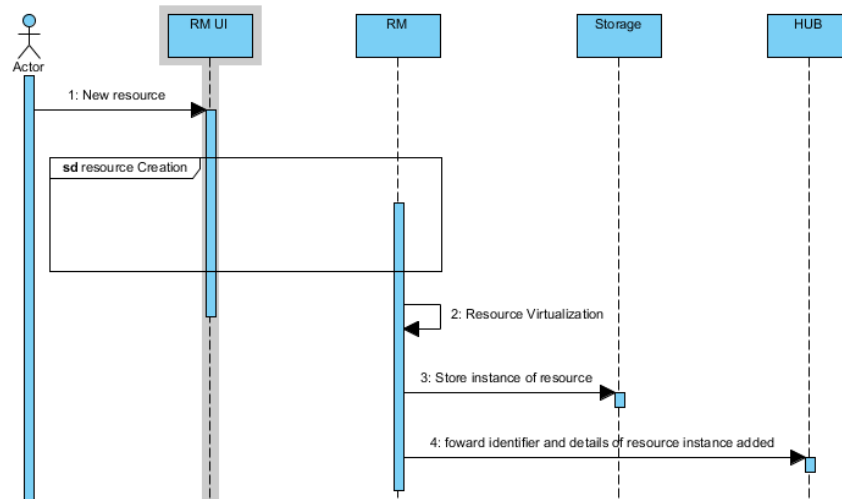 RM UI
RM
Storage
HUB
Actor
1: New resource
sd resource Creation
2: Resource Virtualization
3: Store instance of resource
4: foward identifier and details of resource instance added